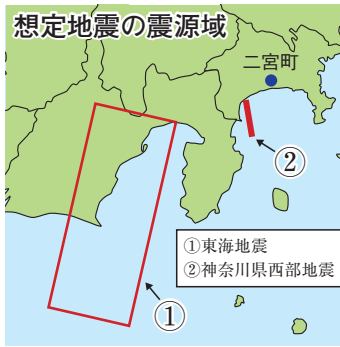 想定地震の震源域
二宮町
②
①東海地震
②神奈川県西部地震
①